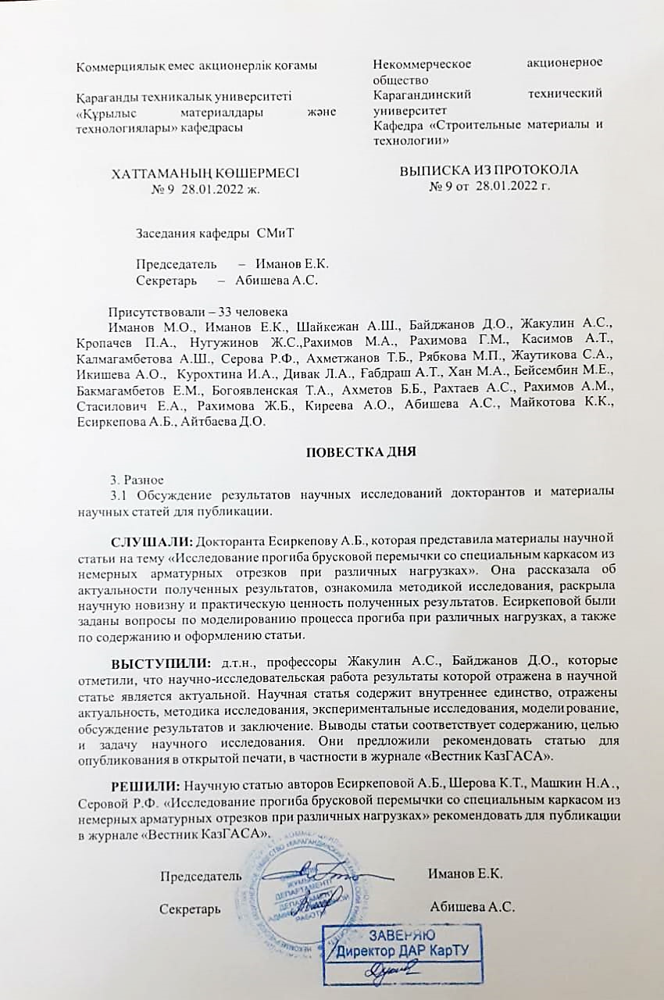 Коммерциялық емес акционерлік қоғамы
Қарағанды техникалық университеті
«Құрылыс материалдары және
технологиялары» кафедрасы
Некоммерческое акционерное
общество
Карагандинский технический
университет
Кафедра «Строительные материалы и
технологии»
ХАТТАМАНЫҢ КӨШЕРМЕСІ
№ 9 28.01.2022 ж.
ВЫПИСКА ИЗ ПРОТОКОЛА
№ 9 от 28.01.2022 г.
Заседания кафедры СМиТ
Председатель – Иманов Е.К.
Секретарь – Абишева А.С.
Присутствовали – 33 человека
Иманов М.О., Иманов Е.К., Шайкежан А.Ш., Байджанов Д.О., Жакулин А.С.,
Кропачев П.А., Нугужинов Ж.С.,Рахимов М.А., Рахимова Г.М., Касимов А.Т.,
Калмагамбетова А.Ш., Серова Р.Ф., Ахметжанов Т.Б., Рябкова М.П., Жаутикова С.А.,
Икишева А.О., Курохтина И.А., Дивак Л.А., Ғабдраш А.Т., Хан М.А., Бейсембин М.Е.,
Бакмагамбетов Е.М., Богоявленская Т.А., Ахметов Б.Б., Рахтаев А.С., Рахимов А.М.,
Стасилович Е.А., Рахимова Ж.Б., Киреева А.О., Абишева А.С., Майкотова К.К.,
Есиркепова А.Б., Айтбаева Д.О.
ПОВЕСТКА ДНЯ
3. Разное
3.1 Обсуждение результатов научных исследований докторантов и материалы
научных статей для публикации.
СЛУШАЛИ: Докторанта Есиркепову А.Б., которая представила материалы научной
статьи на тему «Исследование прогиба брусковой перемычки со специальным каркасом из
немерных арматурных отрезков при различных нагрузках». Она рассказала об
актуальности полученных результатов, ознакомила методикой исследования, раскрыла
научную новизну и практическую ценность полученных результатов. Есиркеповой были
заданы вопросы по моделированию процесса прогиба при различных нагрузках, а также
по содержанию и оформлению статьи.
ВЫСТУПИЛИ: д.т.н., профессоры Жакулин А.С., Байджанов Д.О., которые
отметили, что научно-исследовательская работа результаты которой отражена в научной
статье является актуальной. Научная статья содержит внутреннее единство, отражены
актуальность, методика исследования, экспериментальные исследования, моделирование,
обсуждение результатов и заключение. Выводы статьи соответствует содержанию, целью
и задачу научного исследования. Они предложили рекомендовать статью для
опубликования в открытой печати, в частности в журнале «Вестник КазГАСА».
РЕШИЛИ: Научную статью авторов Есиркеповой А.Б., Шерова К.Т., Машкин Н.А.,
Серовой Р.Ф. «Исследование прогиба брусковой перемычки со специальным каркасом из
немерных арматурных отрезков при различных нагрузках» рекомендовать для публикации
в журнале «Вестник КазГАСА».
Председатель Иманов Е.К.
Секретарь Абишева А.С.
ДЕПАРТАМЕНТІ
ДЕПАРТАМЕНТ
РАБОТЫ
ЗАВЕРЯЮ
Директор ДАР КарТУ